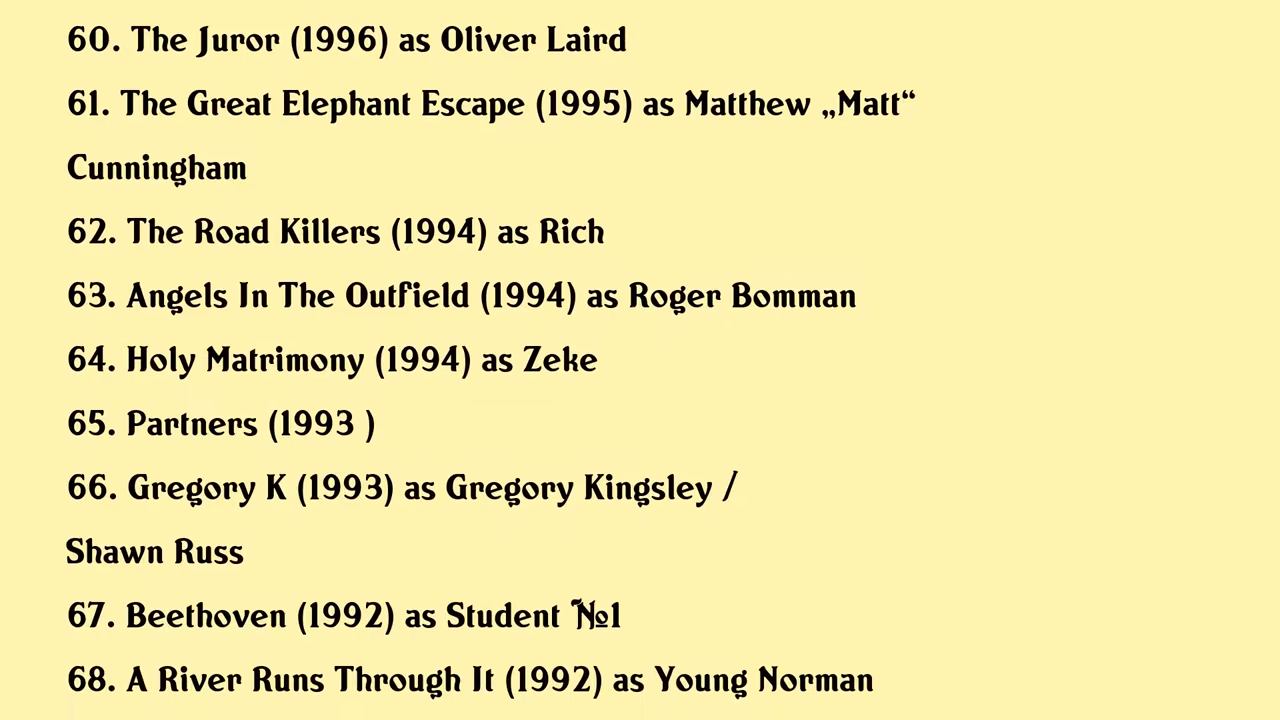 60. The Juror (1996) as Oliver Laird
61. The Great Elephant Escape (1995) as Matthew „Matt“
Cunningham
62. The Road Killers (1994) as Rich
63. Angels In The Outfield (1994) as Roger Bomman
64. Holy Matrimony (1994) as Zeke
65. Partners (1993 )
66. Gregory K (1993) as Gregory Kingsley /
Shawn Russ
67. Beethoven (1992) as Student №1
68. A River Runs Through It (1992) as Young Norman